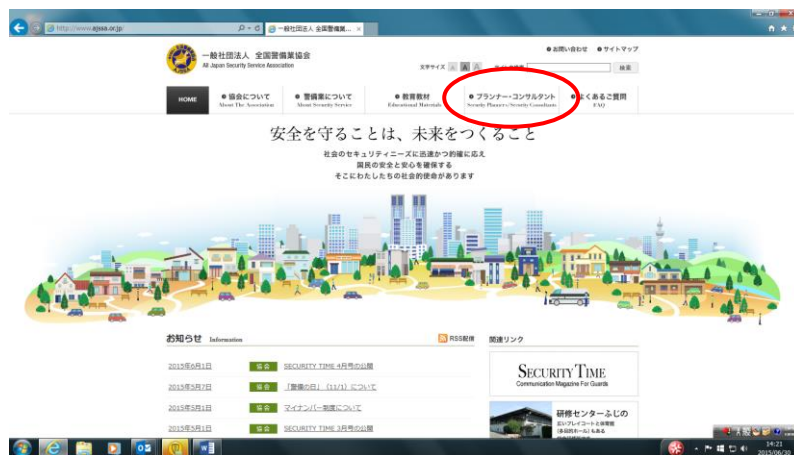 http://www.ajssa.or.jp/
一般社団法人 全国警備業...
お問い合わせ サイトマップ
一般社団法人 全国警備業協会
All Japan Security Service Association
文字サイズ A A A
検索
HOME
協会について
About The Association
警備業について
About Security Service
教育教材
Educational Materials
プランナー・コンサルタント
Security Planners/Security Consultants
よくあるご質問
FAQ
安全を守ることは、未来をつくること
社会のセキュリティニーズに迅速かつ的確に応え
国民の安全と安心を確保する
そこにわたしたちの社会的使命があります
お知らせ Information
RSS配信
関連リンク
2015年6月1日 協会 SECURITY TIME 4月号の公開
2015年5月7日 協会 「警備の日」（11/1）について
2015年5月1日 協会 マイナンバー制度について
2015年5月1日 協会 SECURITY TIME 3月号の公開
SECURITY TIME
Communication Magazine For Guards
研修センターふじの
14:21
2015/06/30